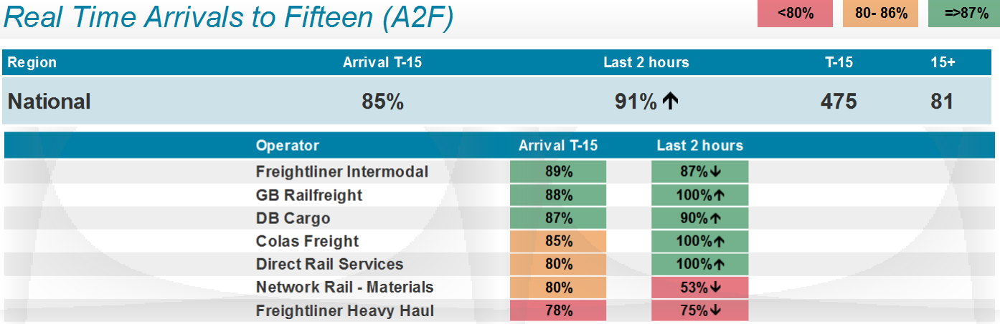 Real Time Arrivals to Fifteen (A2F) <80% 80- 86% =>87%
Region Arrival T-15 Last 2 hours T-15 15+
National 85% 91%↑ 475 81
Operator Arrival T-15 Last 2 hours
Freightliner Intermodal 89% 87%↓
GB Railfreight 88% 100%↑
DB Cargo 87% 90%↑
Colas Freight 85% 100%↑
Direct Rail Services 80% 100%↑
Network Rail - Materials 80% 53%↓
Freightliner Heavy Haul 78% 75%↓